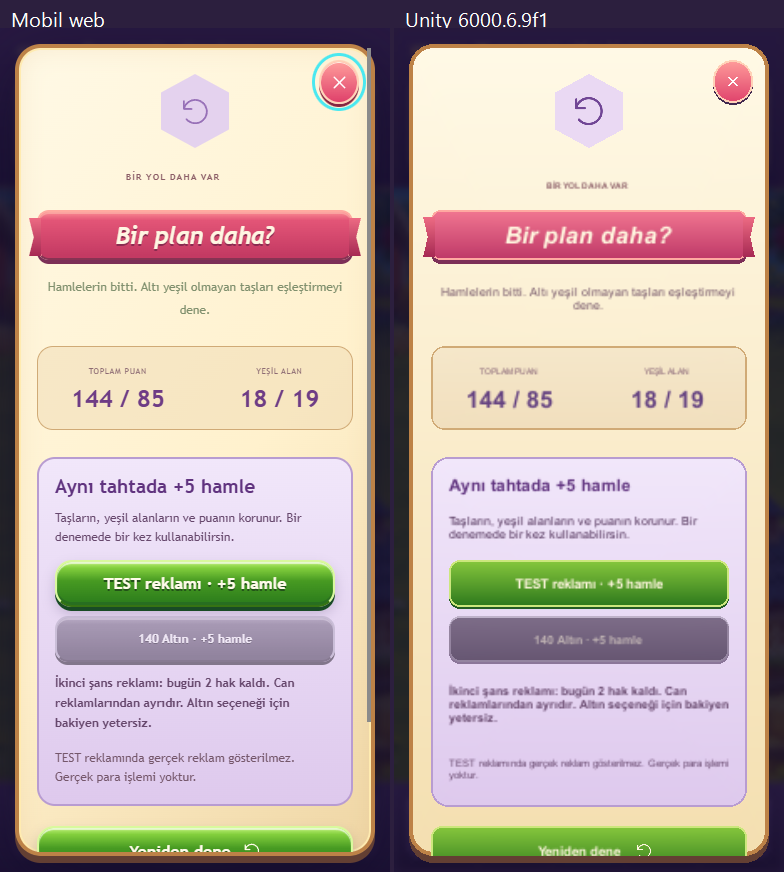 Mobil web
BİR YOL DAHA VAR
Bir plan daha?
Hamlelerin bitti. Altı yeşil olmayan taşları eşleştirmeyi
dene.
TOPLAM PUAN
YEŞİL ALAN
144 / 85
18 / 19
Aynı tahtada +5 hamle
Taşların, yeşil alanların ve puanın korunur. Bir
denemede bir kez kullanabilirsin.
TEST reklamı · +5 hamle
140 Altın · +5 hamle
İkinci şans reklamı: bugün 2 hak kaldı. Can
reklamlarından ayrıdır. Altın seçeneği için
bakiyen yetersiz.
TEST reklamında gerçek reklam gösterilmez.
Gerçek para işlemi yoktur.
Yeniden dene
Unity 6000.6.9f1
BİR YOL DAHA VAR
Bir plan daha?
Hamlelerin bitti. Altı yeşil olmayan taşları eşleştirmeyi
dene.
TOPLAM PUAN
YEŞİL ALAN
144 / 85
18 / 19
Aynı tahtada +5 hamle
Taşların, yeşil alanların ve puanın korunur. Bir
denemede bir kez kullanabilirsin.
TEST reklamı · +5 hamle
140 Altın · +5 hamle
İkinci şans reklamı: bugün 2 hak kaldı. Can
reklamlarından ayrıdır. Altın seçeneği için bakiyen
yetersiz.
TEST reklamında gerçek reklam gösterilmez. Gerçek para işlemi
yoktur.
Yeniden dene